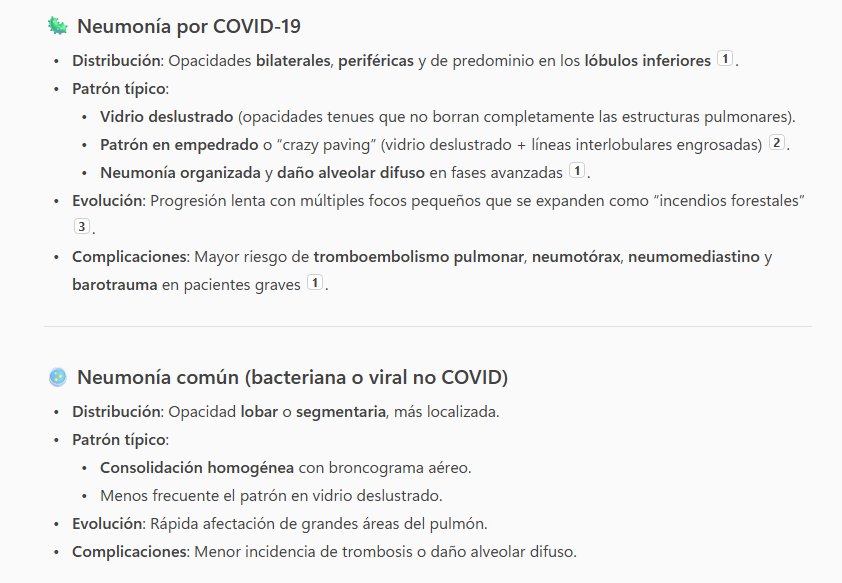 Neumonía por COVID-19
• Distribución: Opacidades bilaterales, periféricas y de predominio en los lóbulos inferiores 1.
• Patrón típico:
• Vidrio deslustrado (opacidades tenues que no borran completamente las estructuras pulmonares).
• Patrón en empedrado o “crazy paving” (vidrio deslustrado + líneas interlobulares engrosadas) 2.
• Neumonía organizada y daño alveolar difuso en fases avanzadas 1.
• Evolución: Progresión lenta con múltiples focos pequeños que se expanden como “incendios forestales”
3.
• Complicaciones: Mayor riesgo de tromboembolismo pulmonar, neumotórax, neumomediastino y
barotrauma en pacientes graves 1.
Neumonía común (bacteriana o viral no COVID)
• Distribución: Opacidad lobar o segmentaria, más localizada.
• Patrón típico:
• Consolidación homogénea con broncograma aéreo.
• Menos frecuente el patrón en vidrio deslustrado.
• Evolución: Rápida afectación de grandes áreas del pulmón.
• Complicaciones: Menor incidencia de trombosis o daño alveolar difuso.